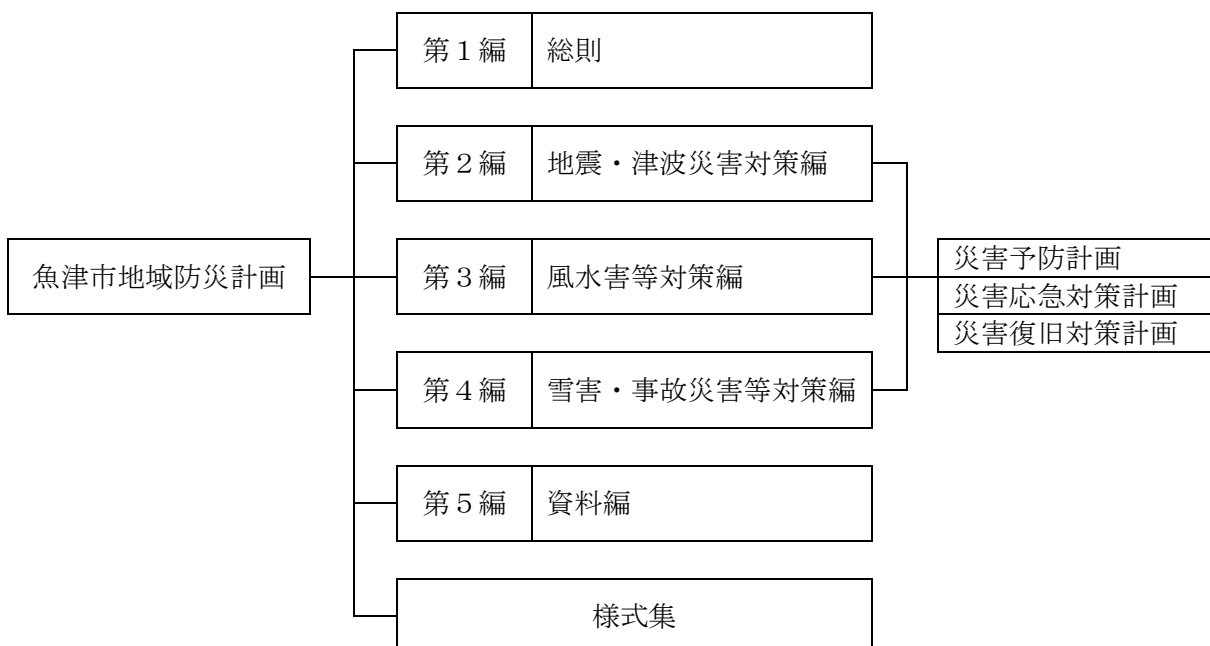 第１編 総則
第２編 地震・津波災害対策編
魚津市地域防災計画
第３編 風水害等対策編
災害予防計画
災害応急対策計画
災害復旧対策計画
第４編 雪害・事故災害等対策編
第５編 資料編
様式集